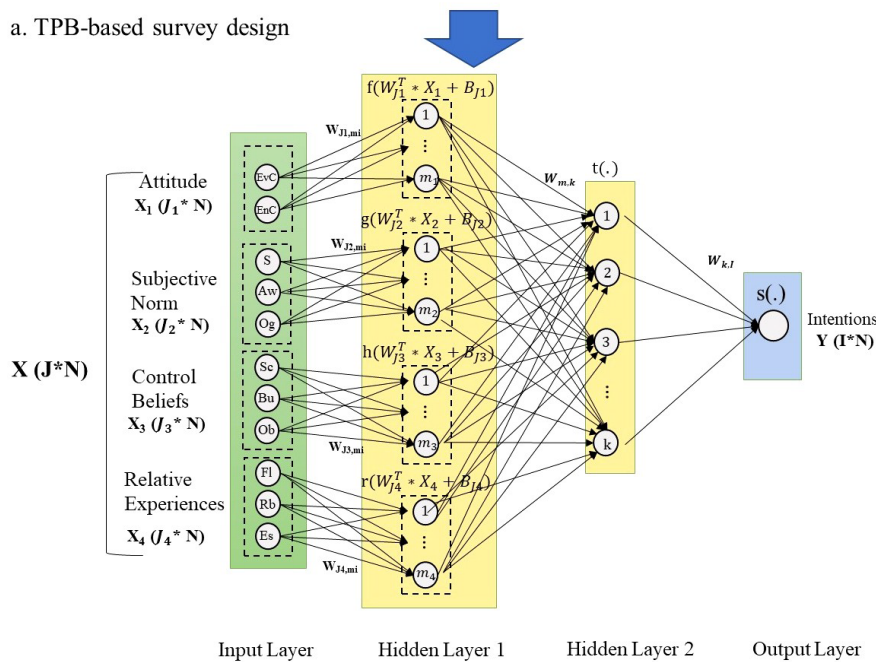 a. TPB-based survey design
f(W_{J1}^T * X_1 + B_{J1})
W_{J1,mi}
1
⋮
m_1
Attitude
X_1 (J_1* N)
EvC
EnC
W_{m.k}
t(.)
g(W_{J2}^T * X_2 + B_{J2})
W_{J2,mi}
1
⋮
m_2
Subjective
Norm
X_2 (J_2* N)
S
Aw
Og
1
2
3
⋮
k
W_{k.I}
s(.)
Intentions
Y (I*N)
X (J*N)
h(W_{J3}^T * X_3 + B_{J3})
1
⋮
m_3
W_{J3,mi}
Control
Beliefs
X_3 (J_3* N)
Sc
Bu
Ob
r(W_{J4}^T * X_4 + B_{J4})
1
⋮
m_4
W_{J4,mi}
Relative
Experiences
X_4 (J_4* N)
Fl
Rb
Es
Input Layer
Hidden Layer 1
Hidden Layer 2
Output Layer